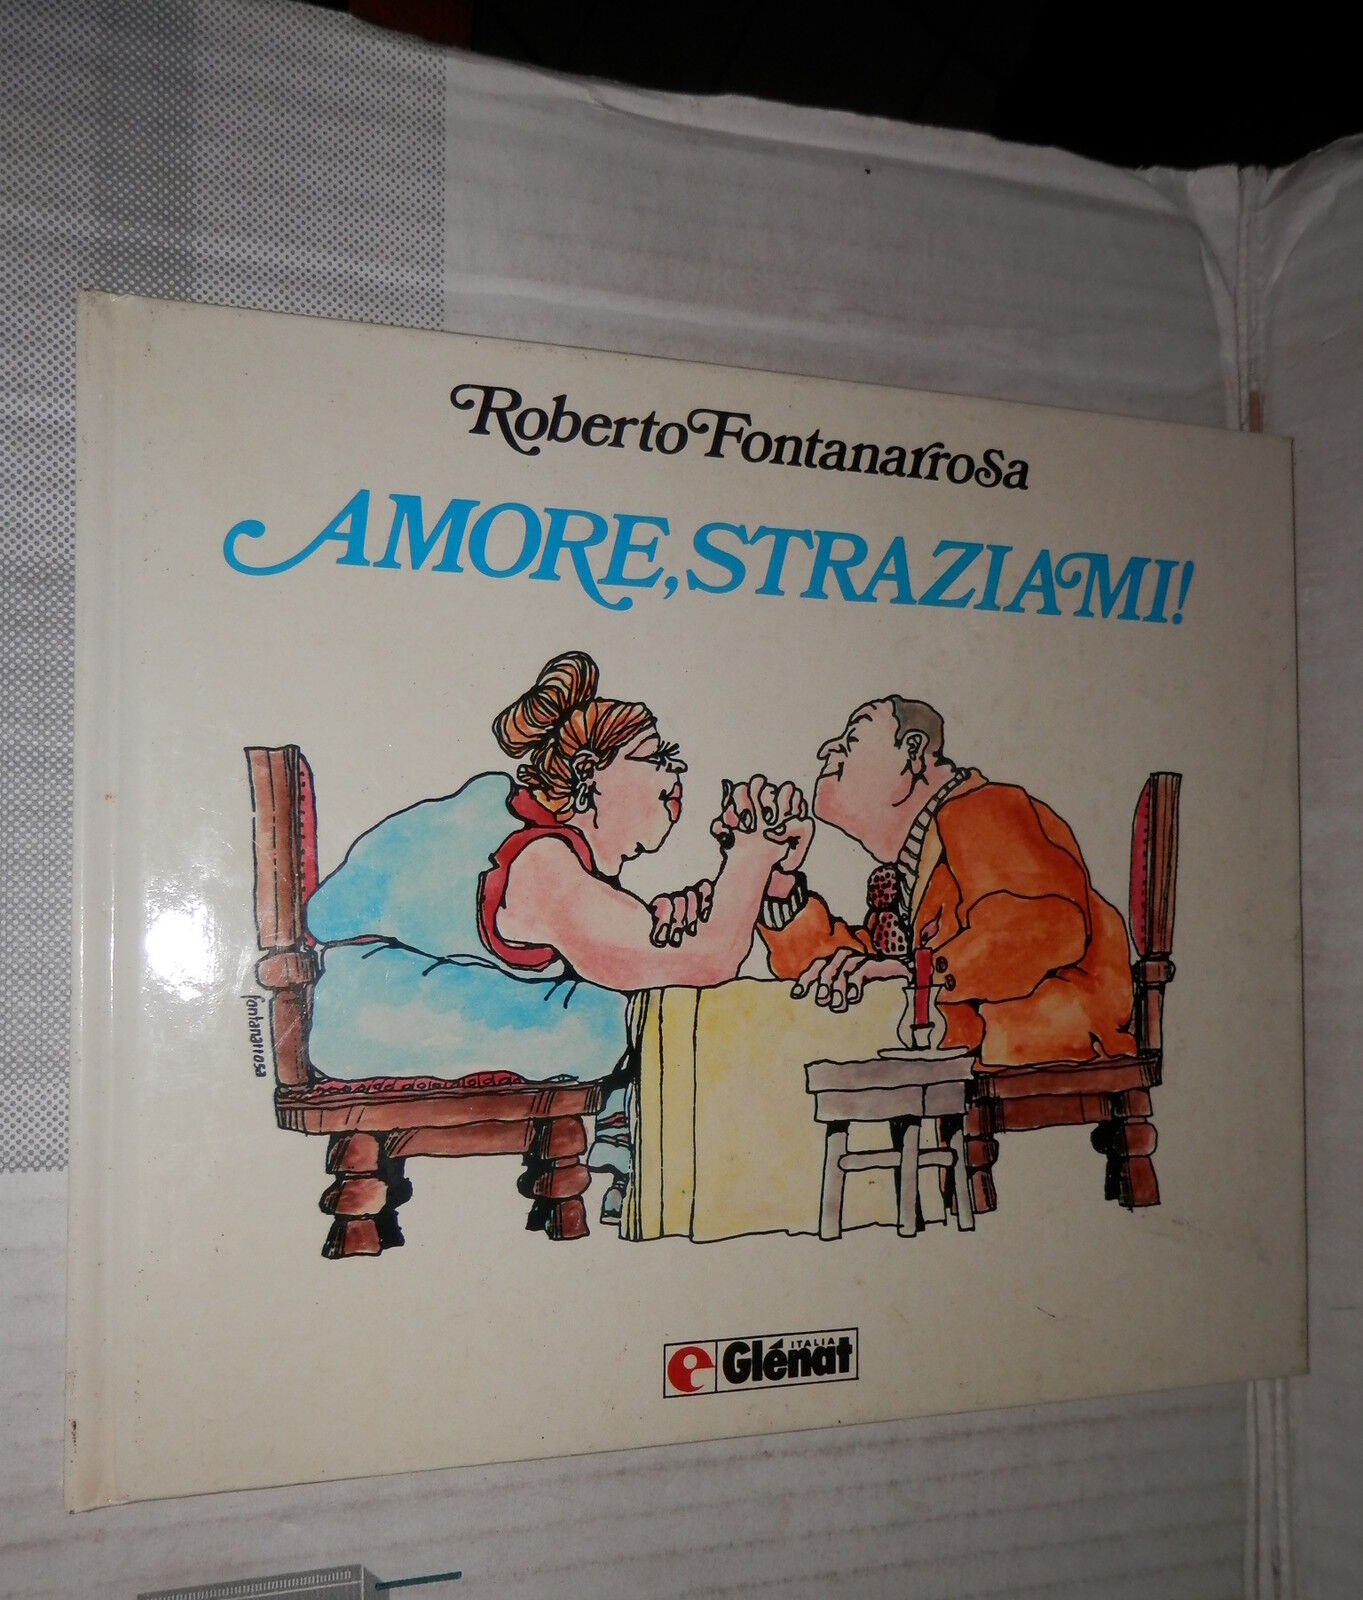 Roberto Fontanarrosa
AMORE, STRAZIAMI!
fontanarrosa
e Glénat
ITALIA